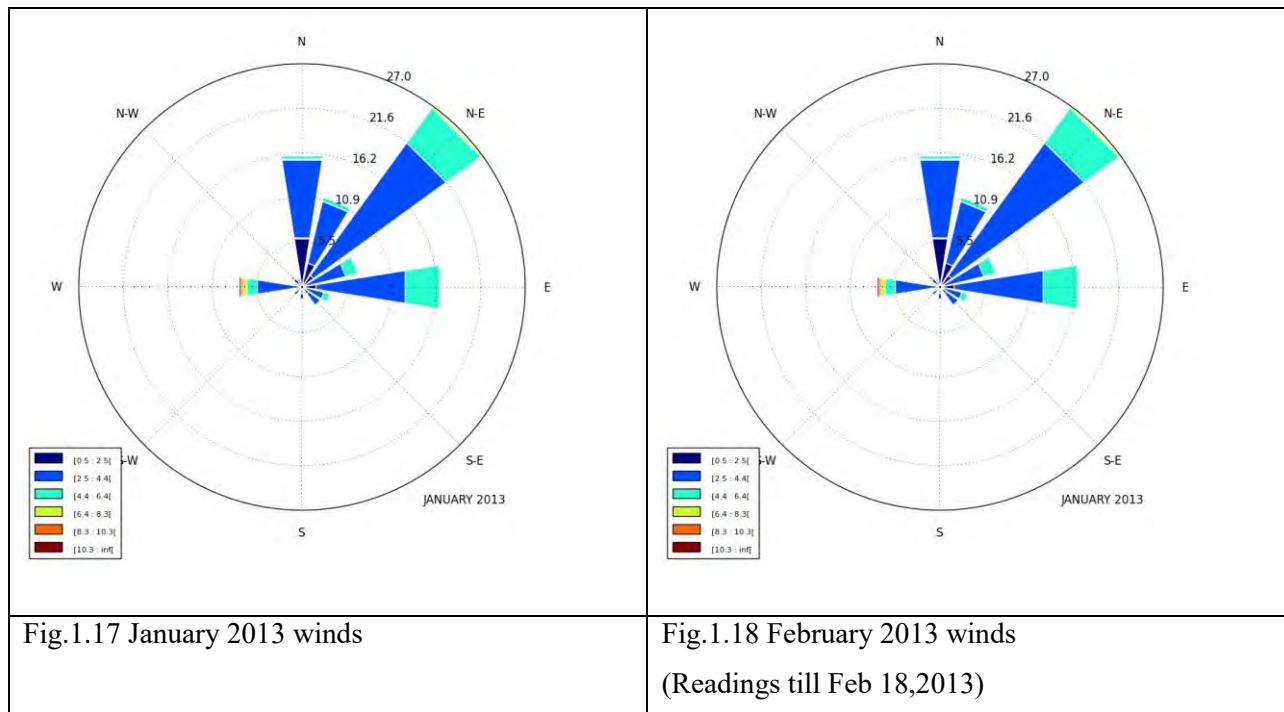 N
27.0
N-W
N-E
21.6
16.2
10.9
5.5
W
E
S-W
S-E
[0.5 : 2.5[
[2.5 : 4.4[
[4.4 : 6.4[
[6.4 : 8.3[
[8.3 : 10.3[
[10.3 : inf[
JANUARY 2013
S
N
27.0
N-W
N-E
21.6
16.2
10.9
5.5
W
E
S-W
S-E
[0.5 : 2.5[
[2.5 : 4.4[
[4.4 : 6.4[
[6.4 : 8.3[
[8.3 : 10.3[
[10.3 : inf[
JANUARY 2013
S
Fig.1.17 January 2013 winds
Fig.1.18 February 2013 winds
(Readings till Feb 18,2013)